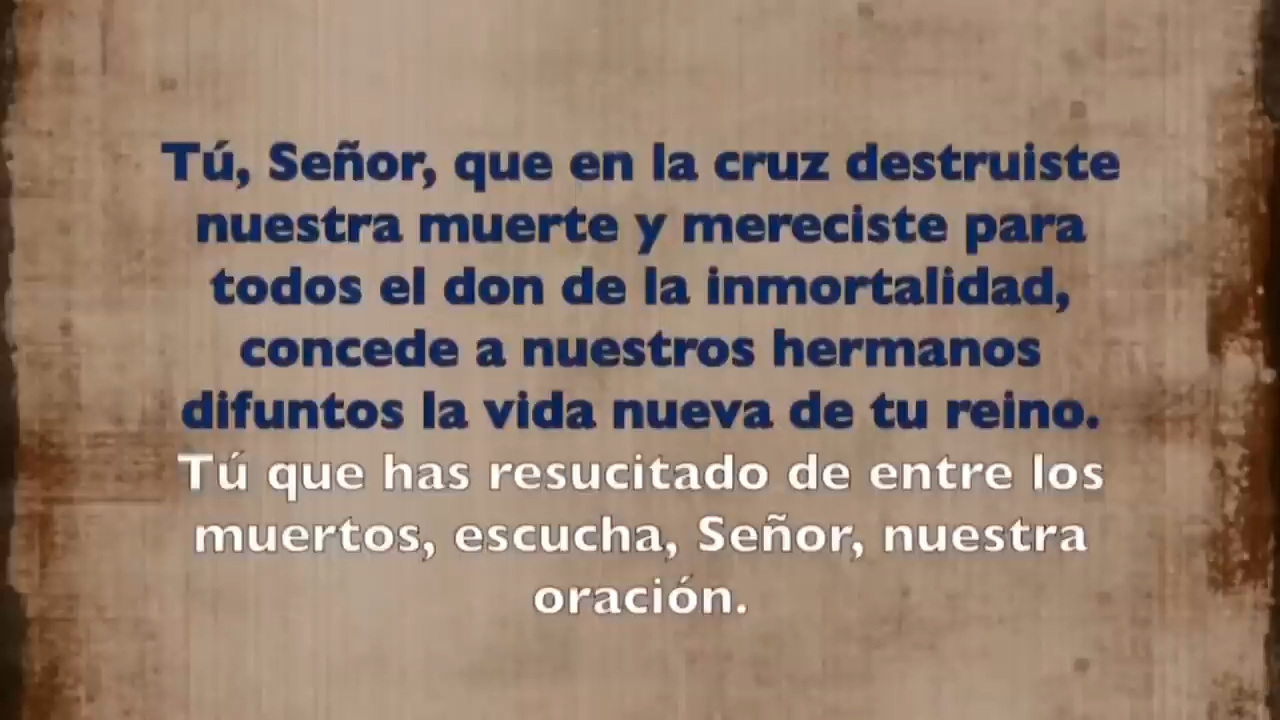 Tú, Señor, que en la cruz destruiste
nuestra muerte y mereciste para
todos el don de la inmortalidad,
concede a nuestros hermanos
difuntos la vida nueva de tu reino.
Tú que has resucitado de entre los
muertos, escucha, Señor, nuestra
oración.